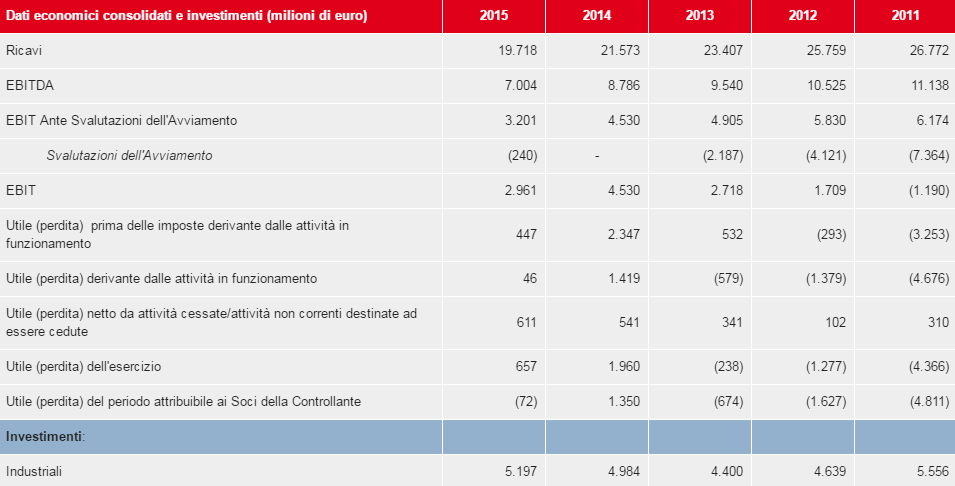 Dati economici consolidati e investimenti (milioni di euro) 2015 2014 2013 2012 2011
Ricavi 19.718 21.573 23.407 25.759 26.772
EBITDA 7.004 8.786 9.540 10.525 11.138
EBIT Ante Svalutazioni dell'Avviamento 3.201 4.530 4.905 5.830 6.174
Svalutazioni dell'Avviamento (240) - (2.187) (4.121) (7.364)
EBIT 2.961 4.530 2.718 1.709 (1.190)
Utile (perdita) prima delle imposte derivante dalle attività in
funzionamento 447 2.347 532 (293) (3.253)
Utile (perdita) derivante dalle attività in funzionamento 46 1.419 (579) (1.379) (4.676)
Utile (perdita) netto da attività cessate/attività non correnti destinate ad
essere cedute 611 541 341 102 310
Utile (perdita) dell'esercizio 657 1.960 (238) (1.277) (4.366)
Utile (perdita) del periodo attribuibile ai Soci della Controllante (72) 1.350 (674) (1.627) (4.811)
Investimenti:
Industriali 5.197 4.984 4.400 4.639 5.556